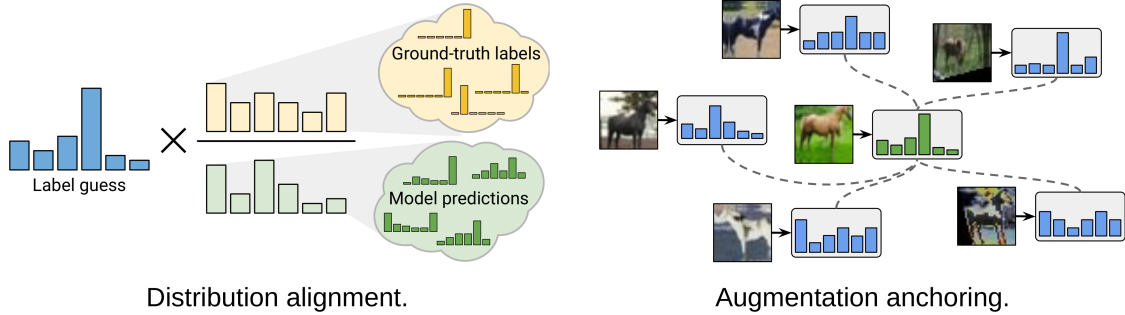 Ground-truth labels
Label guess
Model predictions
Distribution alignment.
Augmentation anchoring.